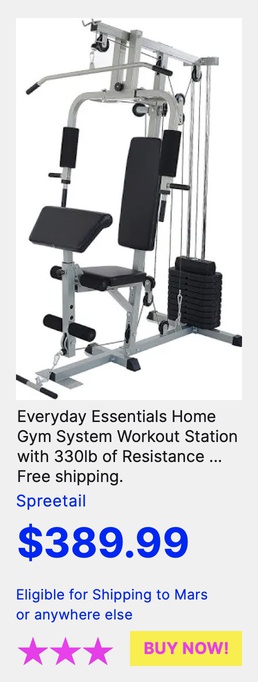 Everyday Essentials Home
Gym System Workout Station
with 330lb of Resistance ...
Free shipping.
Spreetail
$389.99
Eligible for Shipping to Mars
or anywhere else
BUY NOW!